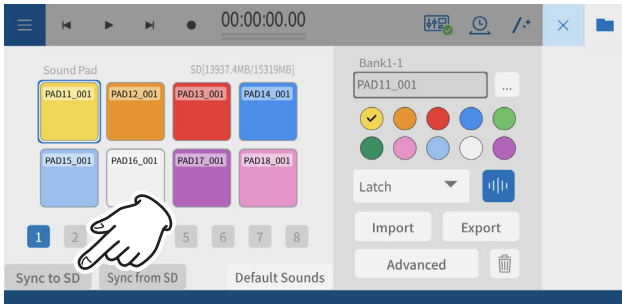 00:00:00.00
Sound Pad
SD[13937.4MB/15319MB]
PAD11_001
PAD12_001
PAD13_001
PAD14_001
PAD15_001
PAD16_001
PAD17_001
PAD18_001
1
2
5
6
7
8
Sync to SD
Sync from SD
Default Sounds
Bank1-1
PAD11_001
...
Latch
Import
Export
Advanced